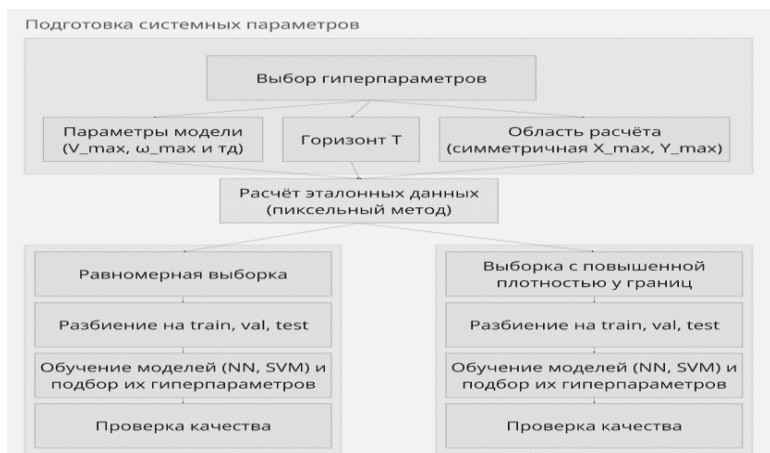 Подготовка системных параметров
Выбор гиперпараметров
Параметры модели
(V_max, ω_max и тд)
Горизонт T
Область расчёта
(симметричная X_max, Y_max)
Расчёт эталонных данных
(пиксельный метод)
Равномерная выборка
Разбиение на train, val, test
Обучение моделей (NN, SVM) и
подбор их гиперпараметров
Проверка качества
Выборка с повышенной
плотностью у границ
Разбиение на train, val, test
Обучение моделей (NN, SVM) и
подбор их гиперпараметров
Проверка качества